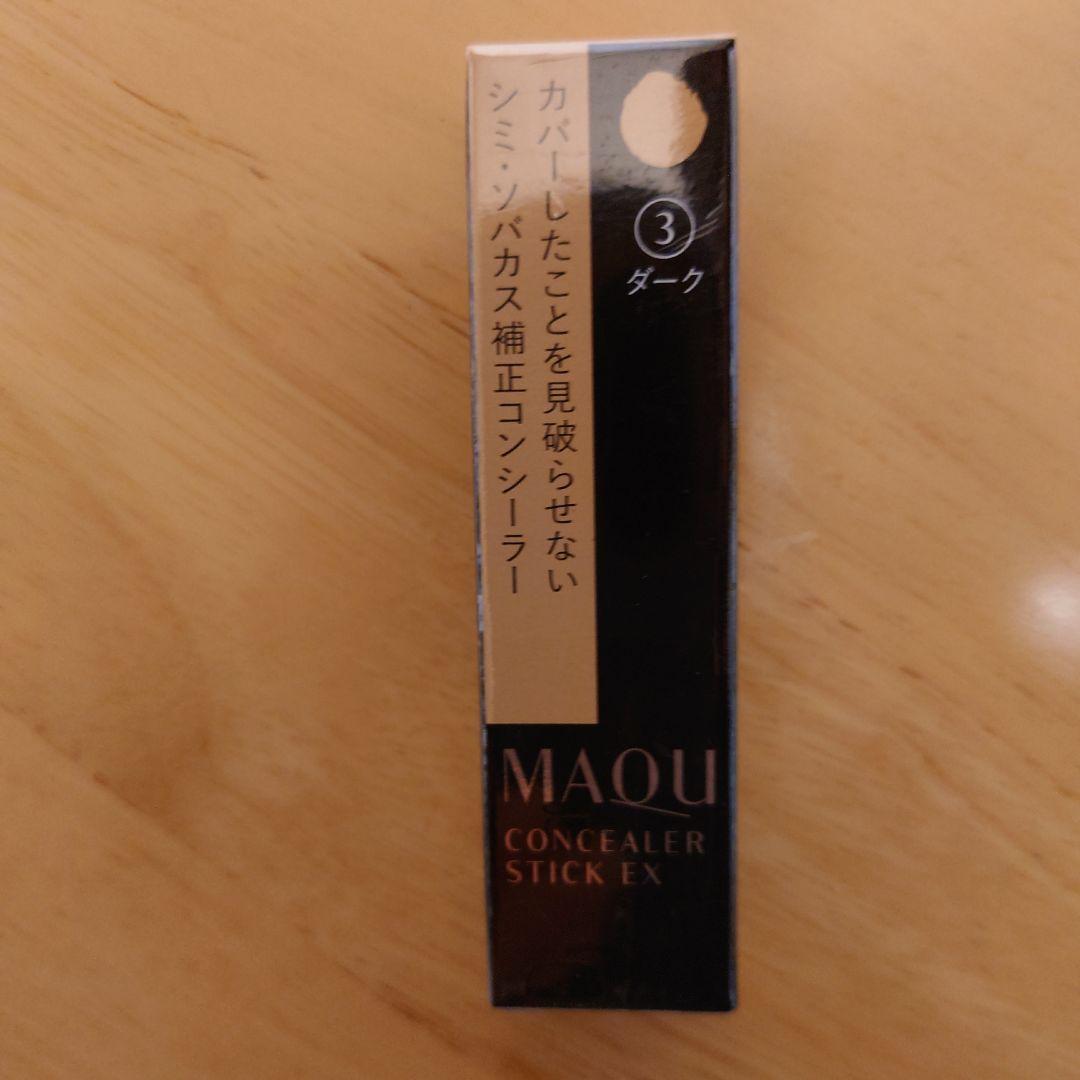 ③
ダーク
カバーしたことを見破らせない
シミ・ソバカス補正コンシーラー
MAQU
CONCEALER
STICK EX